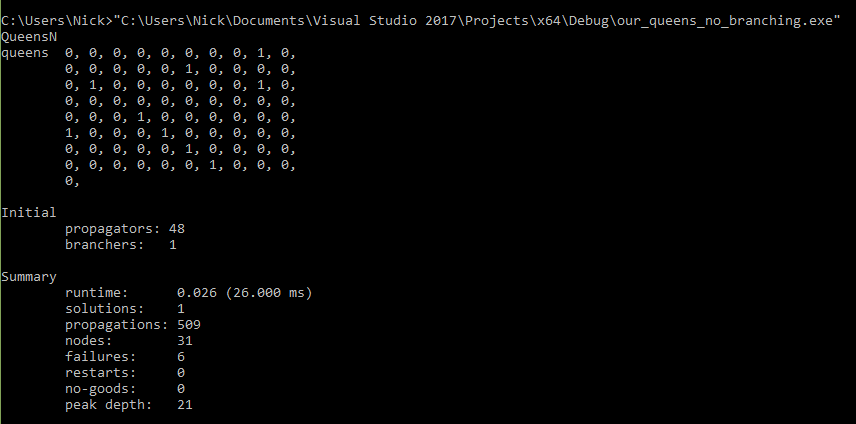 C:\Users\Nick>"C:\Users\Nick\Documents\Visual Studio 2017\Projects\x64\Debug\our_queens_no_branching.exe"
QueensN
queens  0, 0, 0, 0, 0, 0, 0, 0, 1, 0,
        0, 0, 0, 0, 0, 1, 0, 0, 0, 0,
        0, 1, 0, 0, 0, 0, 0, 0, 1, 0,
        0, 0, 0, 0, 0, 0, 0, 0, 0, 0,
        0, 0, 0, 1, 0, 0, 0, 0, 0, 0,
        1, 0, 0, 0, 1, 0, 0, 0, 0, 0,
        0, 0, 0, 0, 0, 1, 0, 0, 0, 0,
        0, 0, 0, 0, 0, 0, 1, 0, 0, 0,
        0,
Initial
        propagators: 48
        branchers:   1
Summary
        runtime:      0.026 (26.000 ms)
        solutions:    1
        propagations: 509
        nodes:        31
        failures:     6
        restarts:     0
        no-goods:     0
        peak depth:   21